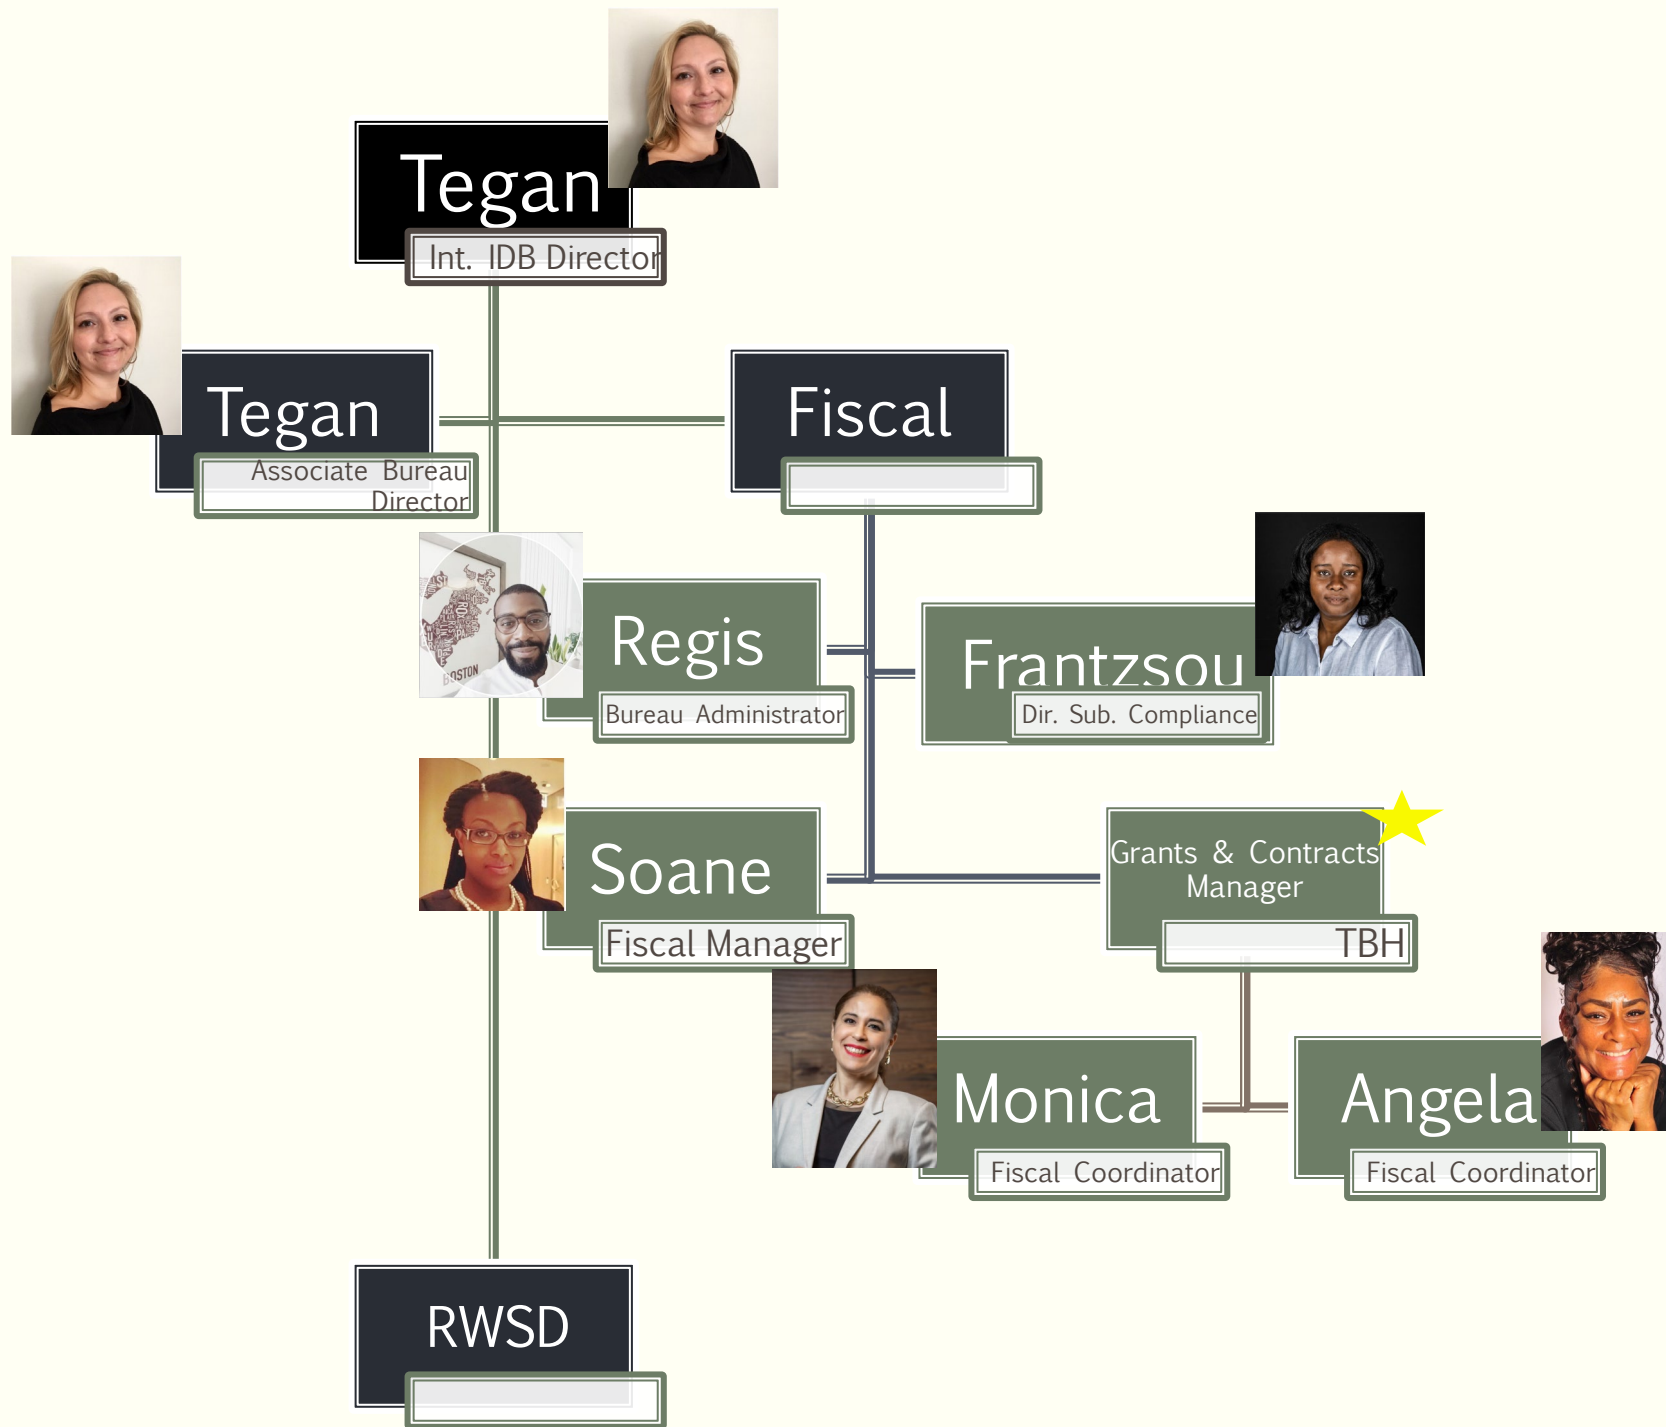 Tegan
Int. IDB Director
Tegan
Associate Bureau
Director
Fiscal
BOSTON
Regis
Bureau Administrator
Frantzsou
Dir. Sub. Compliance
Soane
Fiscal Manager
Grants & Contracts
Manager
TBH
Monica
Fiscal Coordinator
Angela
Fiscal Coordinator
RWSD